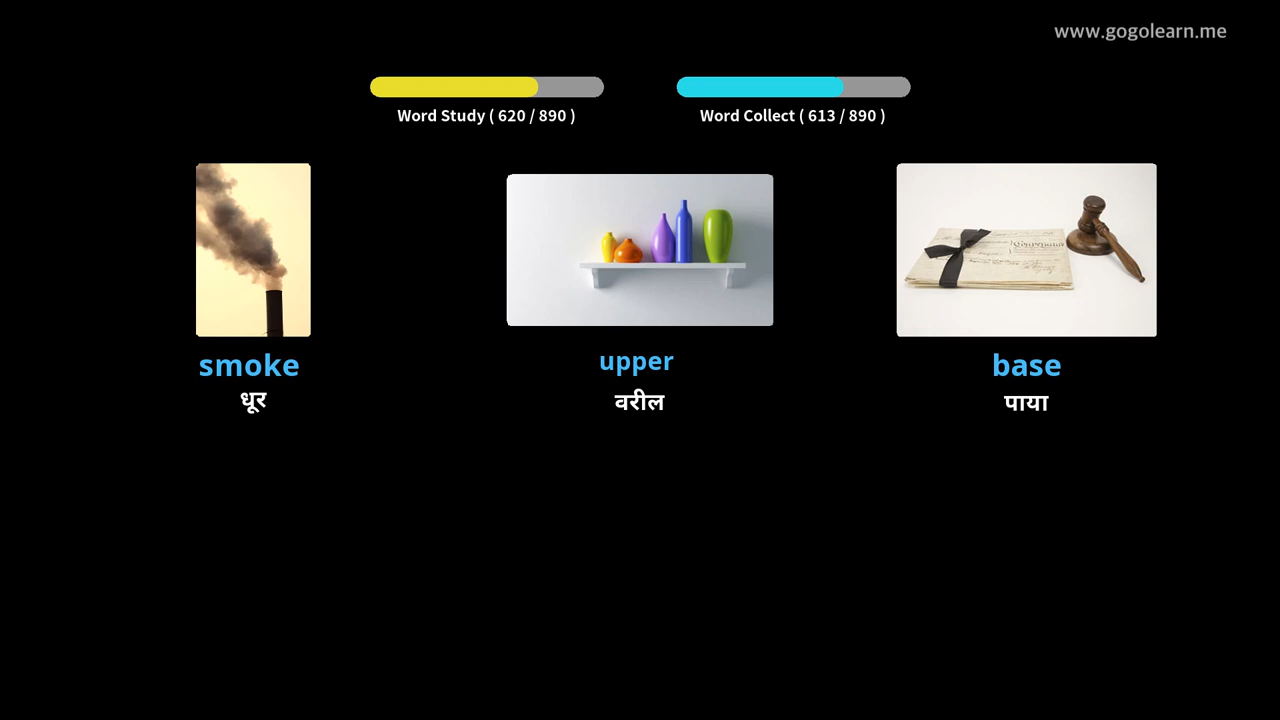 www.gogolearn.me
Word Study ( 620 / 890 )
Word Collect ( 613 / 890 )
smoke
धूर
upper
वरील
base
पाया